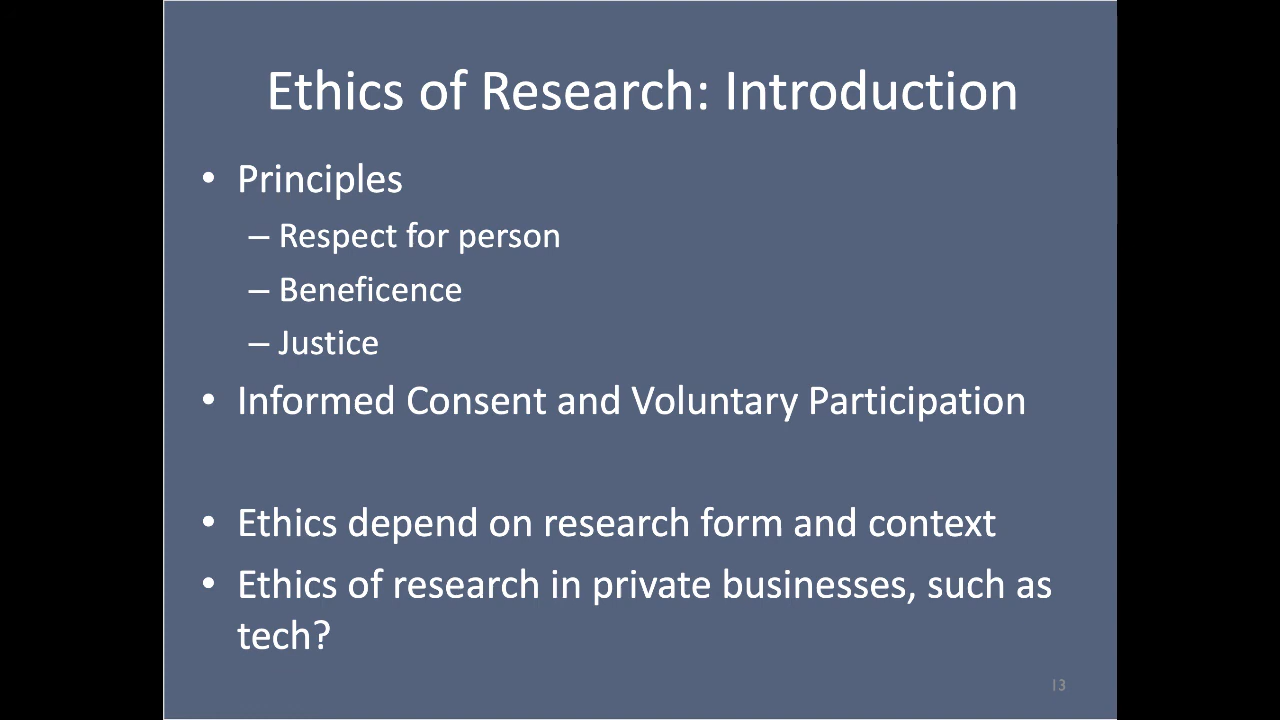 Ethics of Research: Introduction
• Principles
– Respect for person
– Beneficence
– Justice
• Informed Consent and Voluntary Participation
• Ethics depend on research form and context
• Ethics of research in private businesses, such as
tech?
13